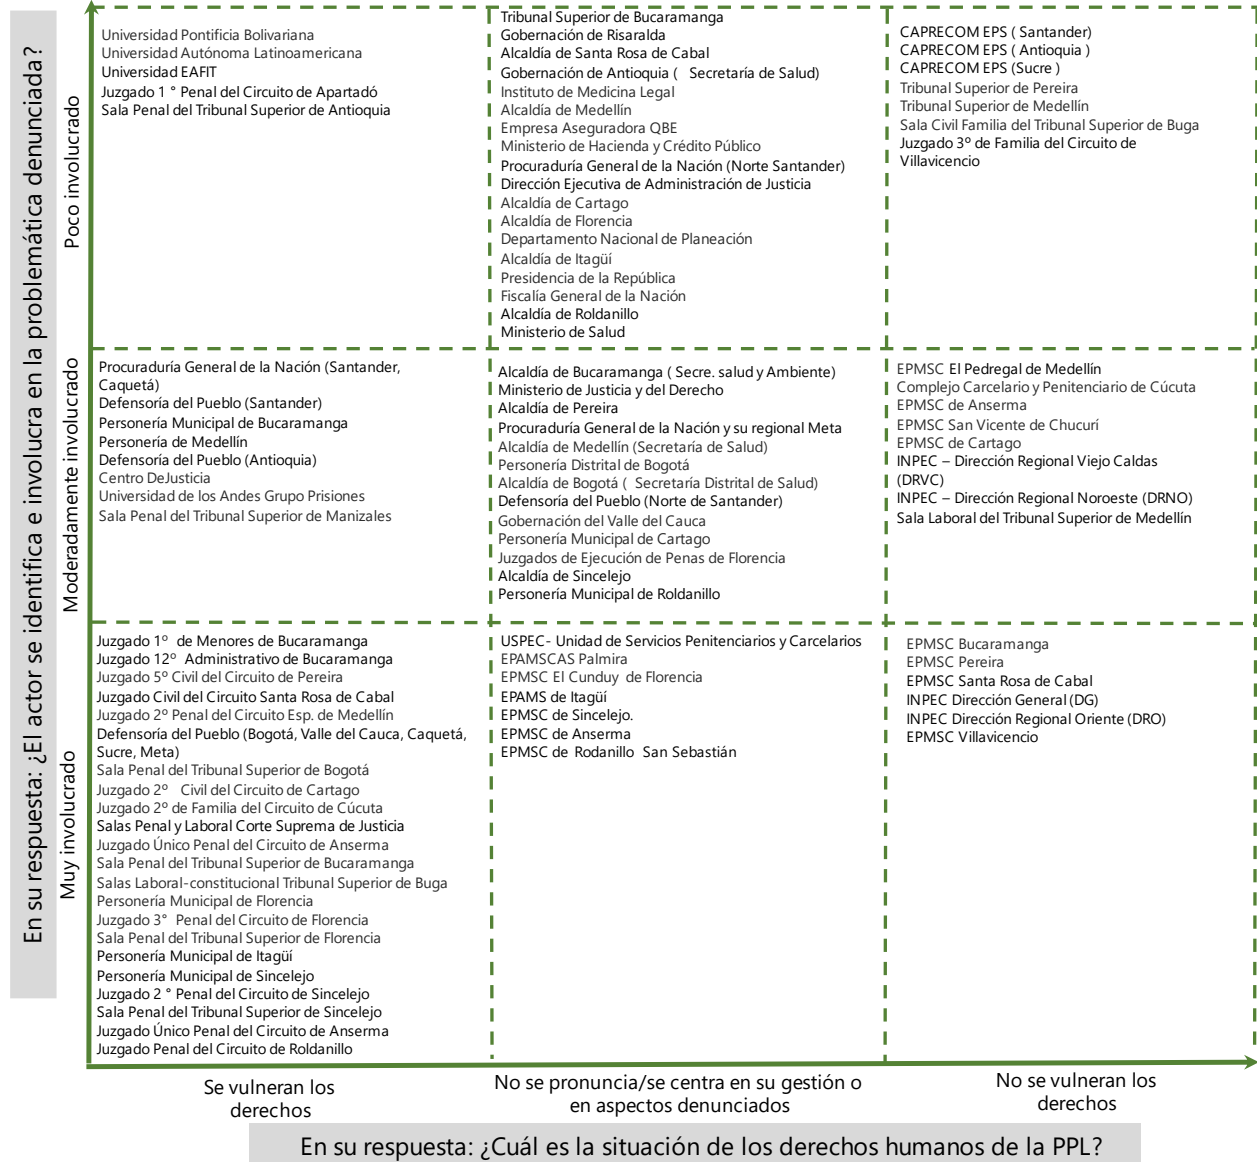 En su respuesta: ¿El actor se identifica e involucra en la problemática denunciada?
Poco involucrado
Universidad Pontificia Bolivariana
Universidad Autónoma Latinoamericana
Universidad EAFIT
Juzgado 1 ° Penal del Circuito de Apartadó
Sala Penal del Tribunal Superior de Antioquia
Tribunal Superior de Bucaramanga
Gobernación de Risaralda
Alcaldía de Santa Rosa de Cabal
Gobernación de Antioquia ( Secretaría de Salud)
Instituto de Medicina Legal
Alcaldía de Medellín
Empresa Aseguradora QBE
Ministerio de Hacienda y Crédito Público
Procuraduría General de la Nación (Norte Santander)
Dirección Ejecutiva de Administración de Justicia
Alcaldía de Cartago
Alcaldía de Florencia
Departamento Nacional de Planeación
Alcaldía de Itagüí
Presidencia de la República
Fiscalía General de la Nación
Alcaldía de Roldanillo
Ministerio de Salud
CAPRECOM EPS ( Santander)
CAPRECOM EPS ( Antioquia )
CAPRECOM EPS (Sucre )
Tribunal Superior de Pereira
Tribunal Superior de Medellín
Sala Civil Familia del Tribunal Superior de Buga
Juzgado 3º de Familia del Circuito de
Villavicencio
Moderadamente involucrado
Procuraduría General de la Nación (Santander,
Caquetá)
Defensoría del Pueblo (Santander)
Personería Municipal de Bucaramanga
Personería de Medellín
Defensoría del Pueblo (Antioquia)
Centro DeJusticia
Universidad de los Andes Grupo Prisiones
Sala Penal del Tribunal Superior de Manizales
Alcaldía de Bucaramanga ( Secre. salud y Ambiente)
Ministerio de Justicia y del Derecho
Alcaldía de Pereira
Procuraduría General de la Nación y su regional Meta
Alcaldía de Medellín (Secretaría de Salud)
Personería Distrital de Bogotá
Alcaldía de Bogotá ( Secretaría Distrital de Salud)
Defensoría del Pueblo (Norte de Santander)
Gobernación del Valle del Cauca
Personería Municipal de Cartago
Juzgados de Ejecución de Penas de Florencia
Alcaldía de Sincelejo
Personería Municipal de Roldanillo
EPMSC El Pedregal de Medellín
Complejo Carcelario y Penitenciario de Cúcuta
EPMSC de Anserma
EPMSC San Vicente de Chucurí
EPMSC de Cartago
INPEC – Dirección Regional Viejo Caldas
(DRVC)
INPEC – Dirección Regional Noroeste (DRNO)
Sala Laboral del Tribunal Superior de Medellín
Muy involucrado
Juzgado 1º de Menores de Bucaramanga
Juzgado 12º Administrativo de Bucaramanga
Juzgado 5º Civil del Circuito de Pereira
Juzgado Civil del Circuito Santa Rosa de Cabal
Juzgado 2º Penal del Circuito Esp. de Medellín
Defensoría del Pueblo (Bogotá, Valle del Cauca, Caquetá,
Sucre, Meta)
Sala Penal del Tribunal Superior de Bogotá
Juzgado 2º Civil del Circuito de Cartago
Juzgado 2º de Familia del Circuito de Cúcuta
Salas Penal y Laboral Corte Suprema de Justicia
Juzgado Único Penal del Circuito de Anserma
Sala Penal del Tribunal Superior de Bucaramanga
Salas Laboral-constitucional Tribunal Superior de Buga
Personería Municipal de Florencia
Juzgado 3° Penal del Circuito de Florencia
Sala Penal del Tribunal Superior de Florencia
Personería Municipal de Itagüí
Personería Municipal de Sincelejo
Juzgado 2 ° Penal del Circuito de Sincelejo
Sala Penal del Tribunal Superior de Sincelejo
Juzgado Único Penal del Circuito de Anserma
Juzgado Penal del Circuito de Roldanillo
USPEC- Unidad de Servicios Penitenciarios y Carcelarios
EPAMSCAS Palmira
EPMSC El Cunduy de Florencia
EPAMS de Itagüí
EPMSC de Sincelejo.
EPMSC de Anserma
EPMSC de Rodanillo San Sebastián
EPMSC Bucaramanga
EPMSC Pereira
EPMSC Santa Rosa de Cabal
INPEC Dirección General (DG)
INPEC Dirección Regional Oriente (DRO)
EPMSC Villavicencio
Se vulneran los
derechos
No se pronuncia/se centra en su gestión o
en aspectos denunciados
No se vulneran los
derechos
En su respuesta: ¿Cuál es la situación de los derechos humanos de la PPL?